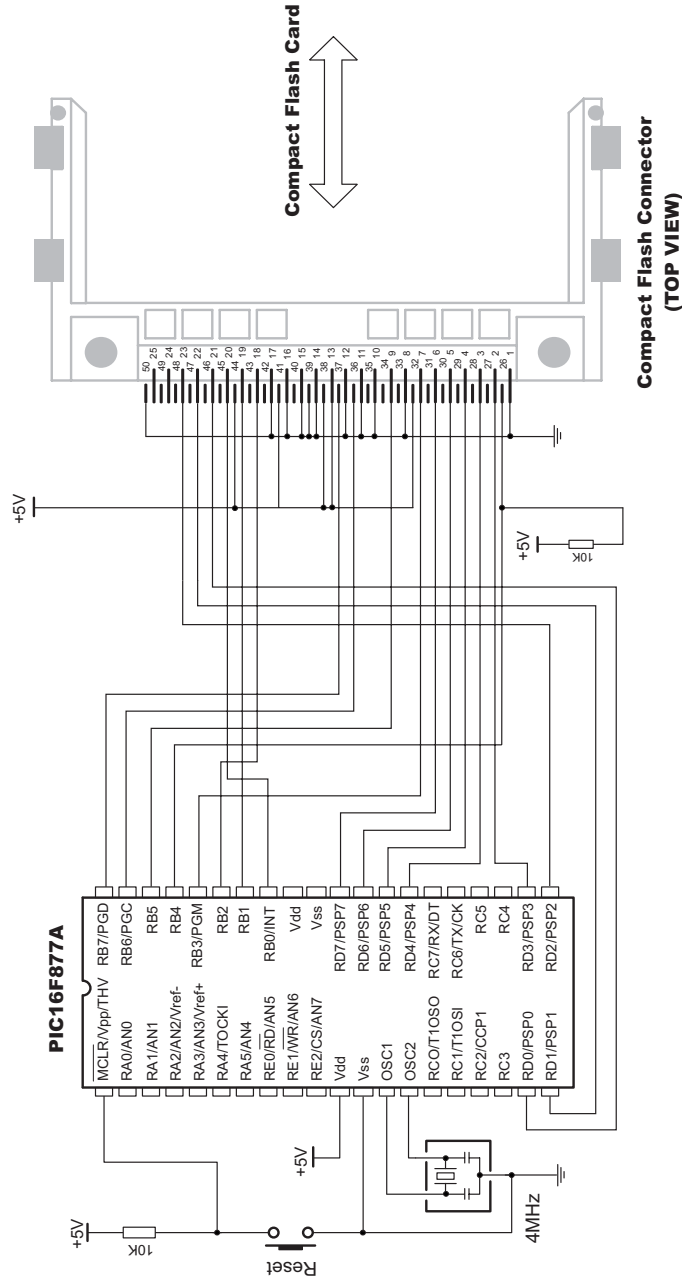 PIC16F877A
MCLR/Vpp/THV
RA0/AN0
RA1/AN1
RA2/AN2/Vref-
RA3/AN3/Vref+
RA4/TOCKI
RA5/AN4
RE0/RD/AN5
RE1/WR/AN6
RE2/CS/AN7
Vdd
Vss
OSC1
OSC2
RCO/T1OSO
RC1/T1OSI
RC2/CCP1
RC3
RD0/PSP0
RD1/PSP1
RB7/PGD
RB6/PGC
RB5
RB4
RB3/PGM
RB2
RB1
RB0/INT
Vdd
Vss
RD7/PSP7
RD6/PSP6
RD5/PSP5
RD4/PSP4
RC7/RX/DT
RC6/TX/CK
RC5
RC4
RD3/PSP3
RD2/PSP2
+5V
10K
Reset
+5V
4MHz
+5V
+5V
10K
50
25
49
24
48
23
47
22
46
21
45
20
44
19
43
18
42
17
41
16
40
15
39
14
38
13
37
12
36
11
35
10
34
9
33
8
32
7
31
6
30
5
29
4
28
3
27
2
26
1
Compact Flash Card
Compact Flash Connector
(TOP VIEW)